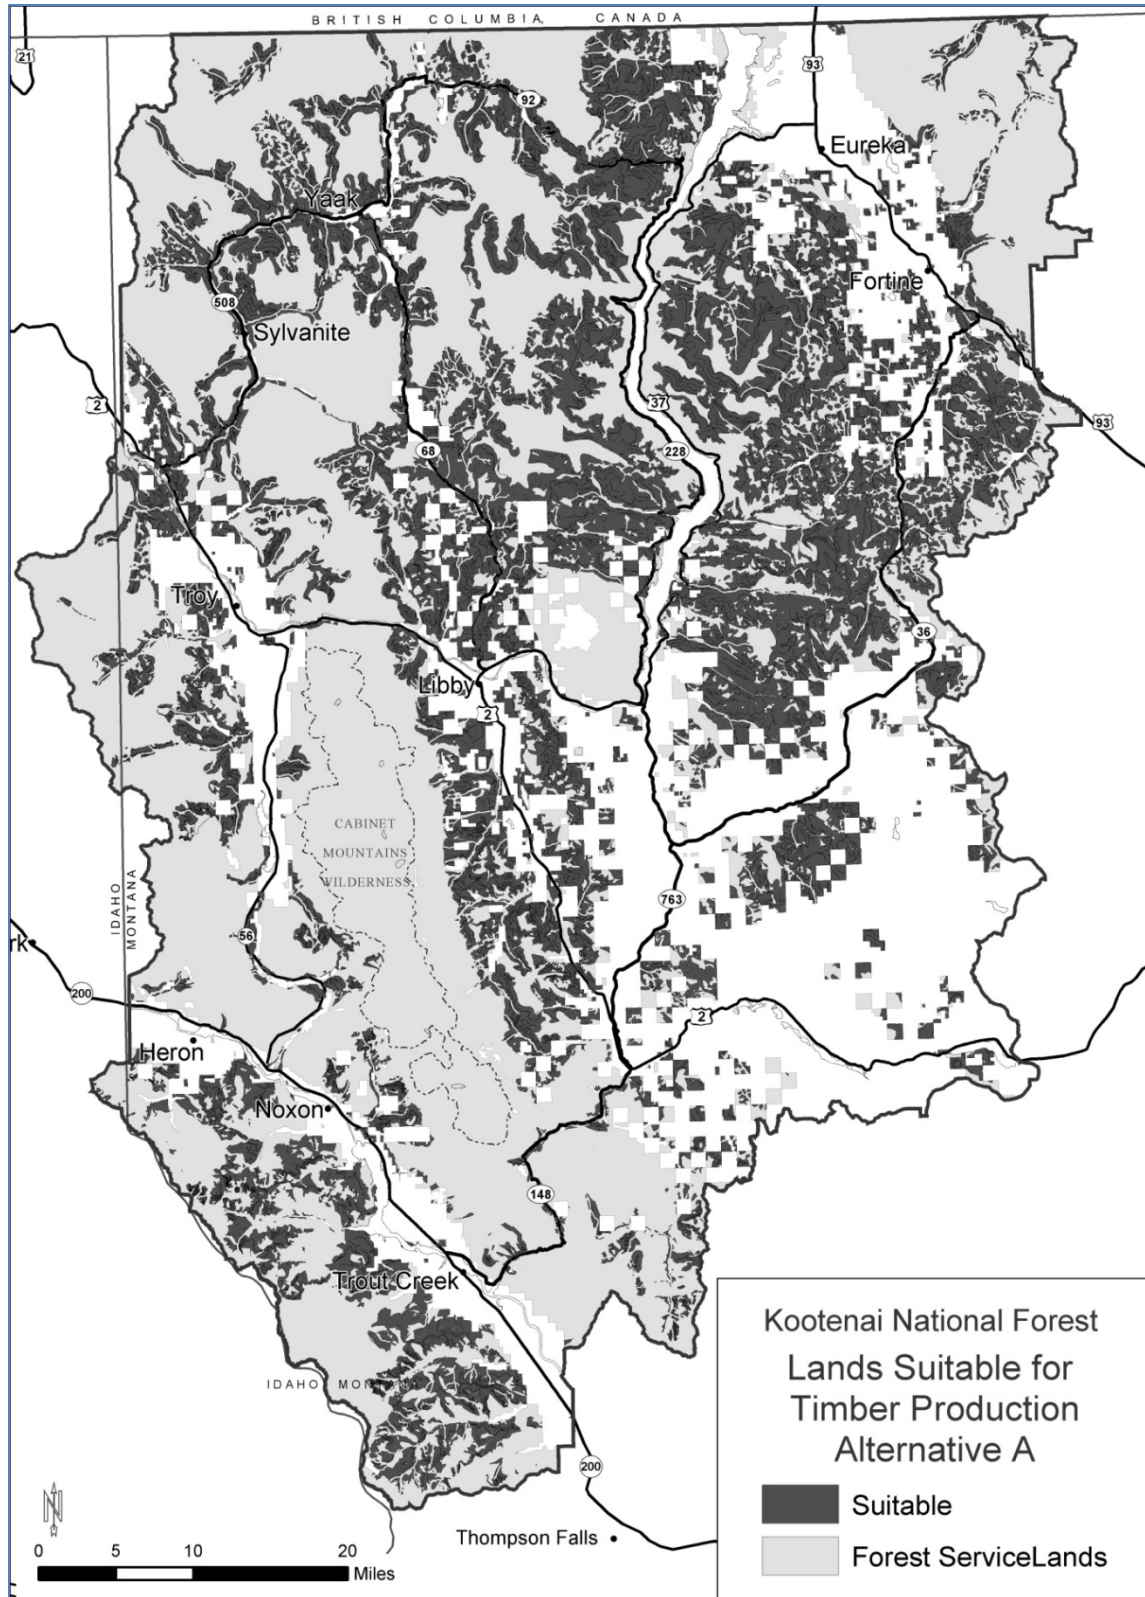 BRITISH COLUMBIA, CANADA
21
93
92
Eureka
Yaak
Fortine
508
Sylvanite
2
37
93
68
228
Troy
36
Libby
2
CABINET
MOUNTAINS
WILDERNESS
IDAHO
MONTANA
763
56
rk
200
2
Heron
Noxon
148
Trout Creek
IDAHO MONTANA
200
Thompson Falls
Kootenai National Forest
Lands Suitable for
Timber Production
Alternative A
Suitable
Forest ServiceLands
N
0 5 10 20
Miles